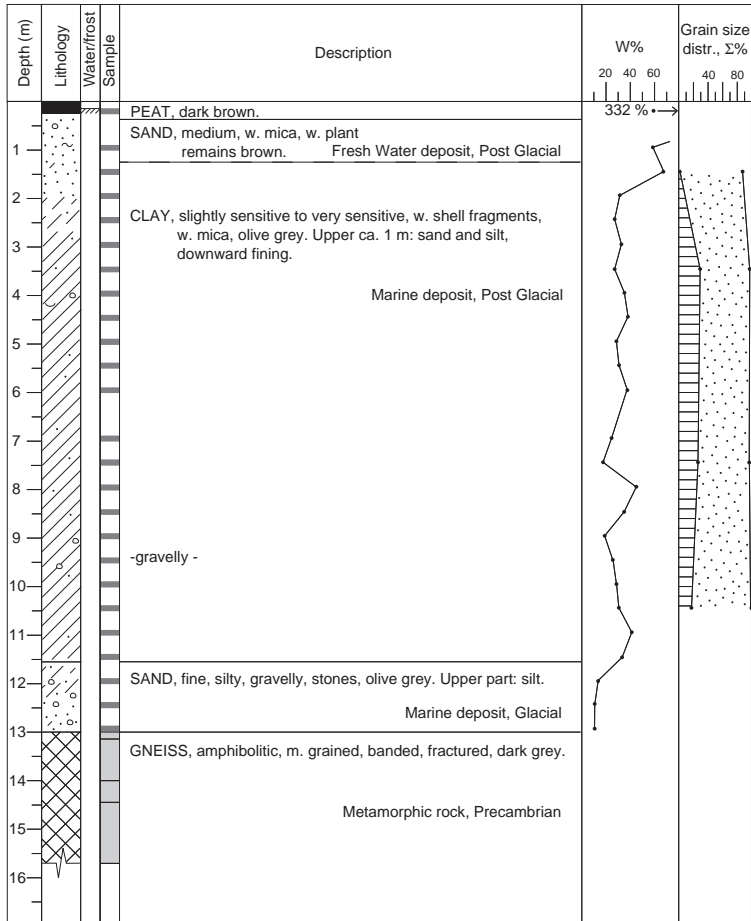 Depth (m)
Lithology
Water/frost
Sample
Description
W%
20 40 60
Grain size
distr., Σ%
40 80
PEAT, dark brown.
332 %
SAND, medium, w. mica, w. plant
remains brown. Fresh Water deposit, Post Glacial
CLAY, slightly sensitive to very sensitive, w. shell fragments,
w. mica, olive grey. Upper ca. 1 m: sand and silt,
downward fining.
Marine deposit, Post Glacial
-gravelly -
SAND, fine, silty, gravelly, stones, olive grey. Upper part: silt.
Marine deposit, Glacial
GNEISS, amphibolitic, m. grained, banded, fractured, dark grey.
Metamorphic rock, Precambrian
1
2
3
4
5
6
7
8
9
10
11
12
13
14
15
16